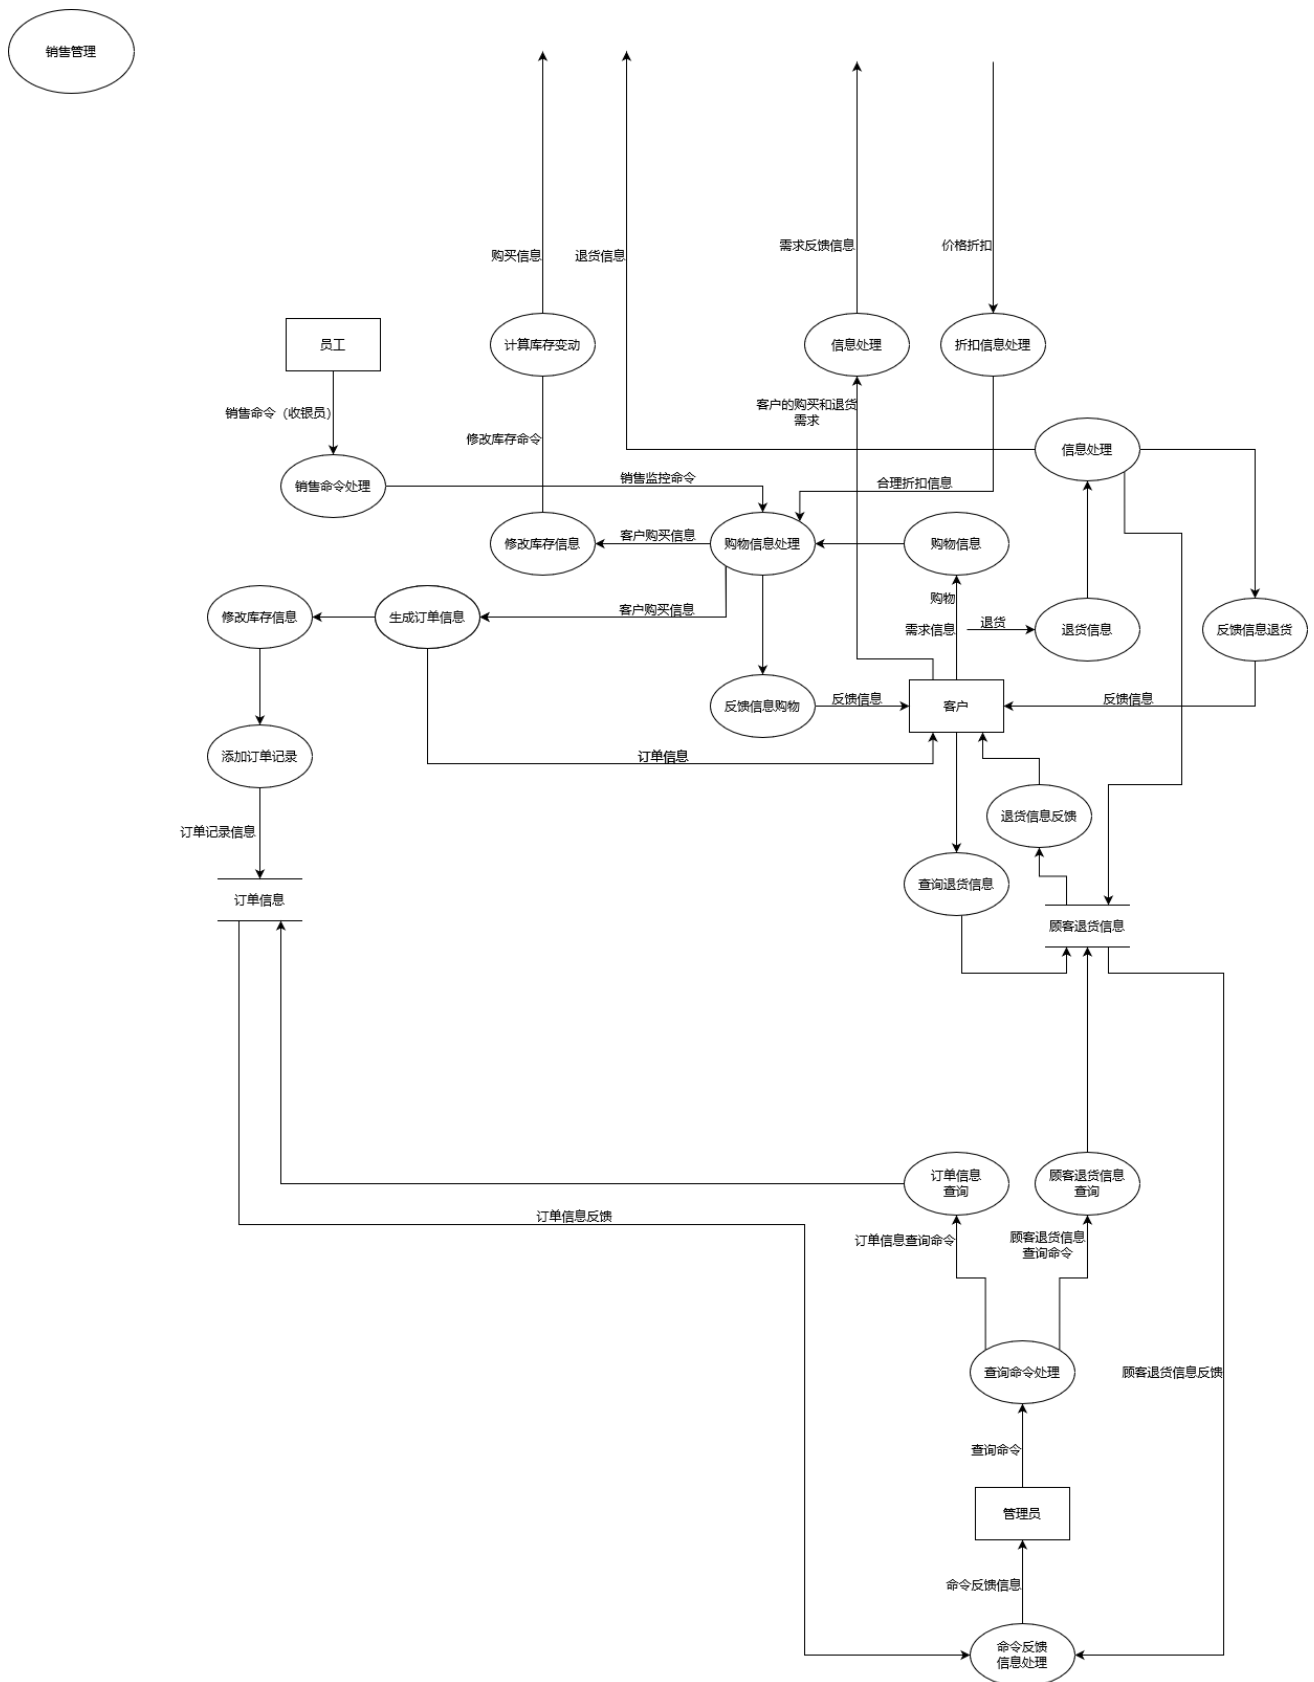 销售管理
需求反馈信息
价格折扣
购买信息
退货信息
员工
计算库存变动
信息处理
折扣信息处理
客户的购买和退货
需求
销售命令（收银员）
修改库存命令
信息处理
销售监控命令
合理折扣信息
销售命令处理
客户购买信息
修改库存信息
购物信息处理
购物信息
购物
客户购买信息
修改库存信息
生成订单信息
需求信息
退货
退货信息
反馈信息退货
反馈信息
反馈信息
反馈信息购物
客户
订单信息
添加订单记录
退货信息反馈
订单记录信息
查询退货信息
订单信息
顾客退货信息
订单信息
查询
顾客退货信息
查询
订单信息反馈
订单信息查询命令
顾客退货信息
查询命令
查询命令处理
顾客退货信息反馈
查询命令
管理员
命令反馈信息
命令反馈
信息处理